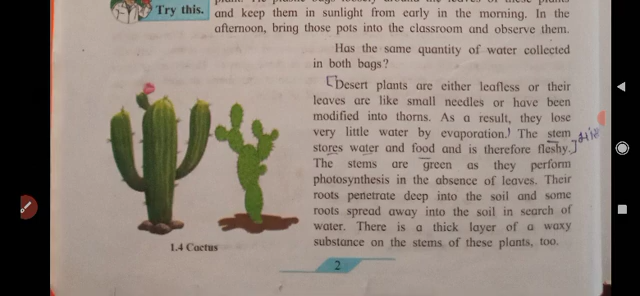 Try this.
and keep them in sunlight from early in the morning. In the
afternoon, bring those pots into the classroom and observe them.
Has the same quantity of water collected
in both bags?
Desert plants are either leafless or their
leaves are like small needles or have been
modified into thorns. As a result, they lose
very little water by evaporation. The stem
stores water and food and is therefore fleshy.
The stems are green as they perform
photosynthesis in the absence of leaves. Their
roots penetrate deep into the soil and some
roots spread away into the soil in search of
water. There is a thick layer of a waxy
substance on the stems of these plants, too.
1.4 Cactus
2